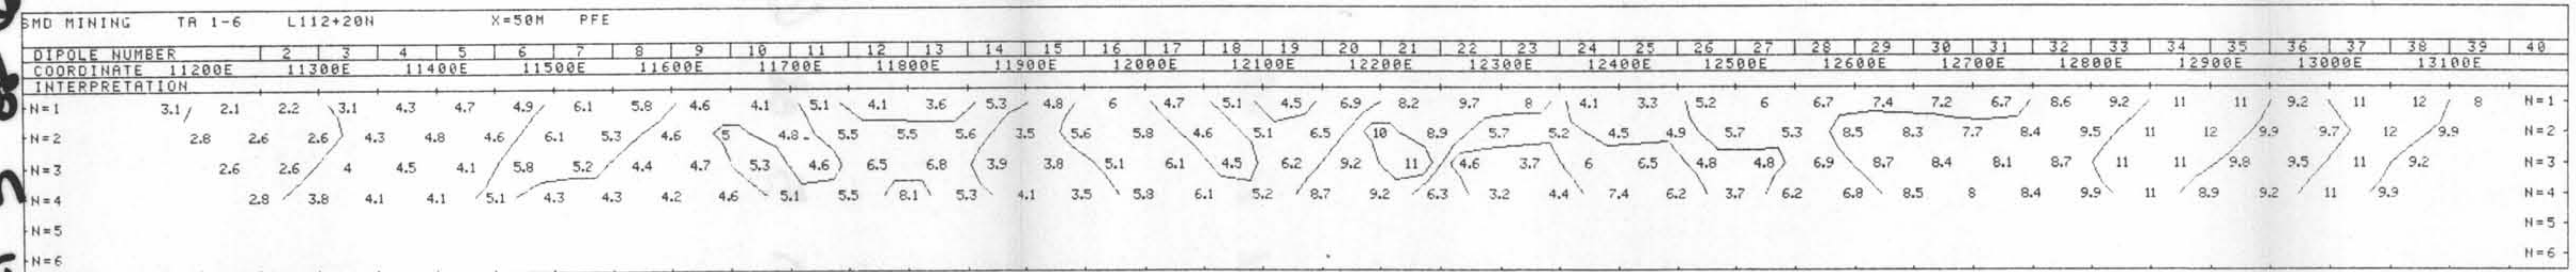 SMD MINING TA 1-6 L112+20N X=50M PFE
DIPOLE NUMBER 2 3 4 5 6 7 8 9 10 11 12 13 14 15 16 17 18 19 20 21 22 23 24 25 26 27 28 29 30 31 32 33 34 35 36 37 38 39 40
COORDINATE 11200E 11300E 11400E 11500E 11600E 11700E 11800E 11900E 12000E 12100E 12200E 12300E 12400E 12500E 12600E 12700E 12800E 12900E 13000E 13100E
INTERPRETATION
N=1 3.1 2.1 2.2 3.1 4.3 4.7 4.9 6.1 5.8 4.6 4.1 5.1 4.1 3.6 5.3 4.8 6 4.7 5.1 4.5 6.9 8.2 9.7 8 4.1 3.3 5.2 6 6.7 7.4 7.2 6.7 8.6 9.2 11 11 9.2 11 12 8 N=1
N=2 2.8 2.6 2.6 4.3 4.8 4.6 6.1 5.3 4.6 5 4.8 5.5 5.5 5.6 3.5 5.6 5.8 4.6 5.1 6.5 10 8.9 5.7 5.2 4.5 4.9 5.7 5.3 8.5 8.3 7.7 8.4 9.5 11 12 9.9 9.7 12 9.9 N=2
N=3 2.6 2.6 4 4.5 4.1 5.8 5.2 4.4 4.7 5.3 4.6 6.5 6.8 3.9 3.8 5.1 6.1 4.5 6.2 9.2 11 4.6 3.7 6 6.5 4.8 4.8 6.9 8.7 8.4 8.1 8.7 11 11 9.8 9.5 11 9.2 N=3
N=4 2.8 3.8 4.1 4.1 5.1 4.3 4.3 4.2 4.6 5.1 5.5 8.1 5.3 4.1 3.5 5.8 6.1 5.2 8.7 9.2 6.3 3.2 4.4 7.4 6.2 3.7 6.2 6.8 8.5 8 8.4 9.9 11 8.9 9.2 11 9.9 N=4
N=5 N=5
N=6 N=6